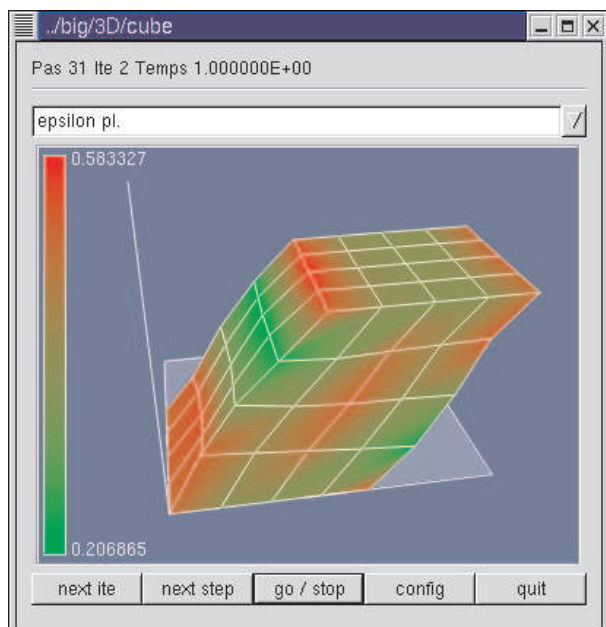 ../big/3D/cube
Pas 31 Ite 2 Temps 1.000000E+00
epsilon pl.
0.583327
0.206865
next ite next step go / stop config quit